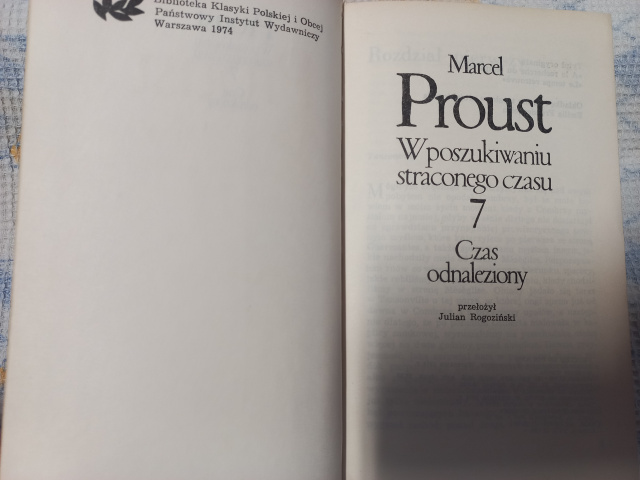 Biblioteka Klasyki Polskiej i Obcej
Państwowy Instytut Wydawniczy
Warszawa 1974
Marcel
Proust
W poszukiwaniu
straconego czasu
7
Czas
odnaleziony
przełożył
Julian Rogoziński